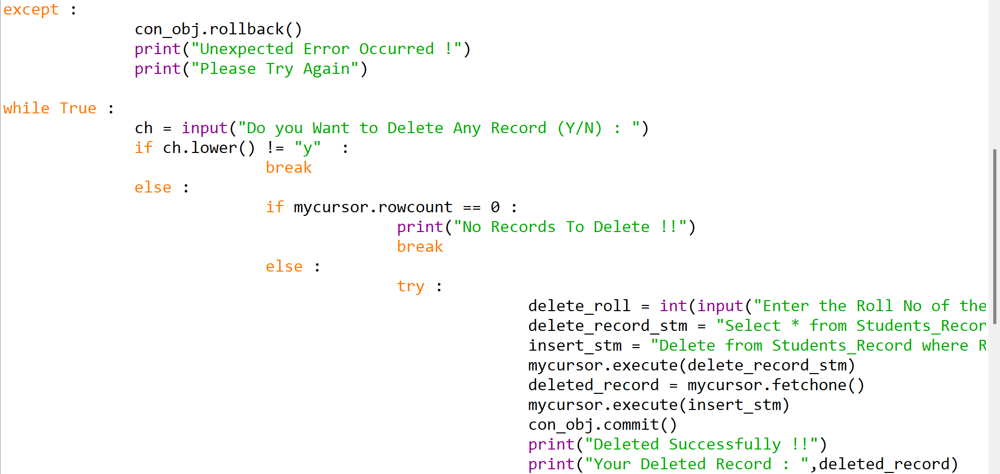 except :
con_obj.rollback()
print("Unexpected Error Occurred !")
print("Please Try Again")
while True :
ch = input("Do you Want to Delete Any Record (Y/N) : ")
if ch.lower() != "y"  :
break
else :
if mycursor.rowcount == 0 :
print("No Records To Delete !!")
break
else :
try :
delete_roll = int(input("Enter the Roll No of the
delete_record_stm = "Select * from Students_Recor
insert_stm = "Delete from Students_Record where R
mycursor.execute(delete_record_stm)
deleted_record = mycursor.fetchone()
mycursor.execute(insert_stm)
con_obj.commit()
print("Deleted Successfully !!")
print("Your Deleted Record : ",deleted_record)